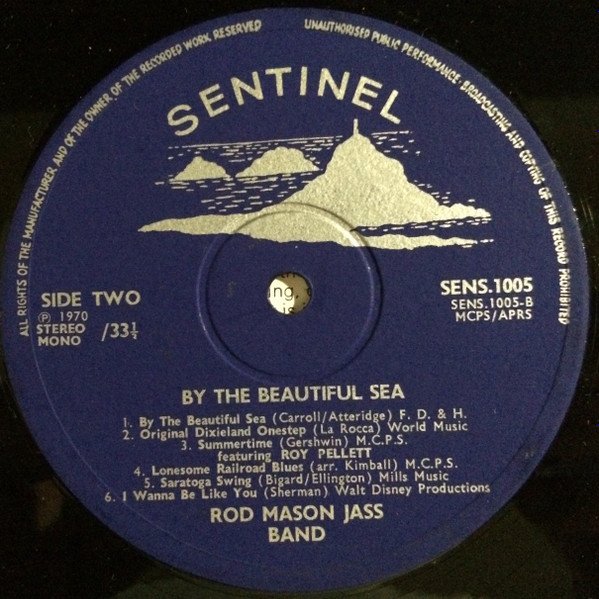 ALL RIGHTS OF THE MANUFACTURER AND OF THE OWNER OF THE RECORDED WORK RESERVED
UNAUTHORISED PUBLIC PERFORMANCE · BROADCASTING AND COPYING OF THIS RECORD PROHIBITED
SENTINEL
SIDE TWO
Ⓟ 1970
STEREO
MONO /33⅓
SENS.1005
SENS.1005-B
MCPS/APRS
ing,
is
BY THE BEAUTIFUL SEA
1. By The Beautiful Sea (Carroll/Atteridge) F. D. & H.
2. Original Dixieland Onestep (La Rocca) World Music
3. Summertime (Gershwin) M.C.P.S.
featuring ROY PELLETT
4. Lonesome Railroad Blues (arr. Kimball) M.C.P.S.
5. Saratoga Swing (Bigard/Ellington) Mills Music
6. I Wanna Be Like You (Sherman) Walt Disney Productions
ROD MASON JASS
BAND